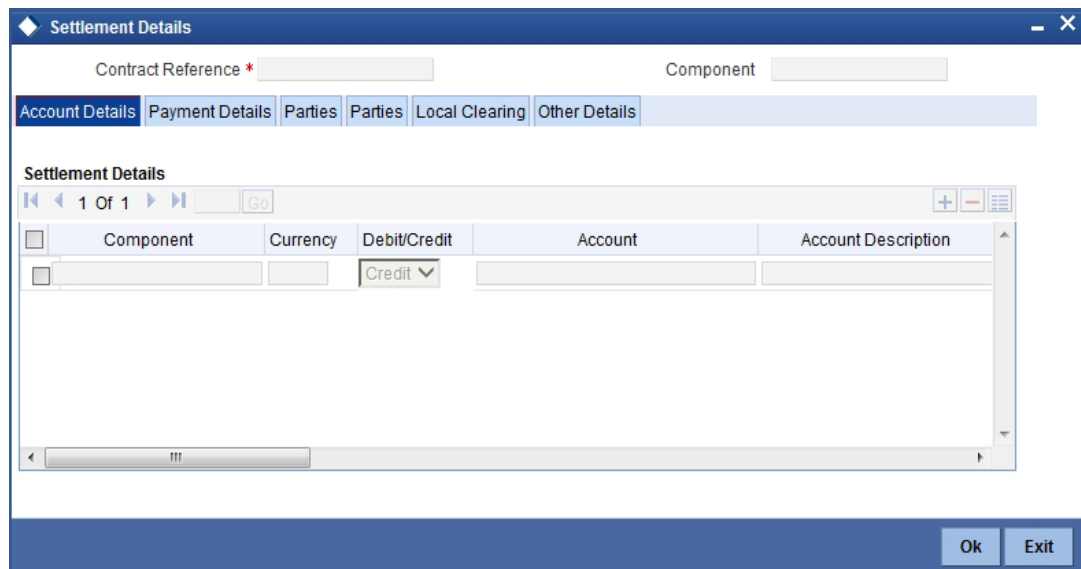 Settlement Details
Contract Reference * Component
Account Details Payment Details Parties Parties Local Clearing Other Details
Settlement Details
1 Of 1 Go
Component Currency Debit/Credit Account Account Description
Credit
Ok Exit